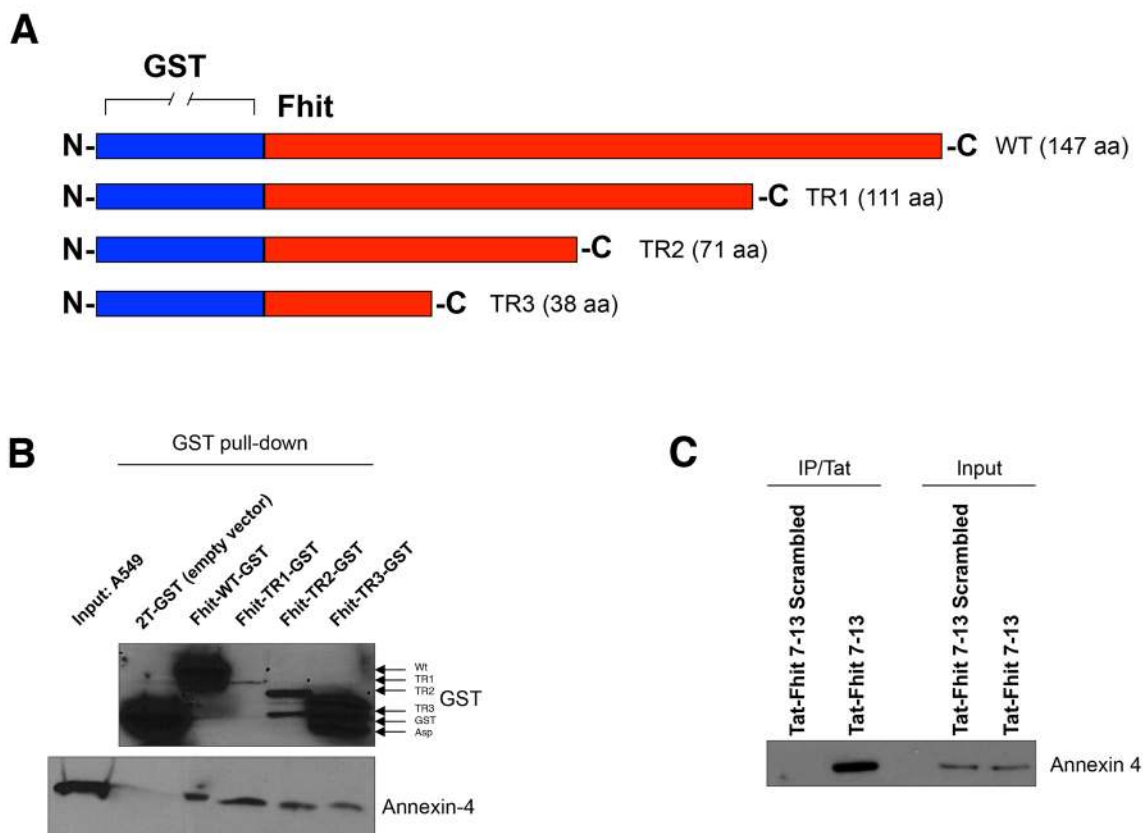 A
GST
Fhit
N-
-C WT (147 aa)
N-
-C TR1 (111 aa)
N-
-C TR2 (71 aa)
N-
-C TR3 (38 aa)
B
GST pull-down
Input: A549
2T-GST (empty vector)
Fhit-WT-GST
Fhit-TR1-GST
Fhit-TR2-GST
Fhit-TR3-GST
Wt
TR1
TR2
TR3
GST
Asp
GST
Annexin-4
C
IP/Tat
Input
Tat-Fhit 7-13 Scrambled
Tat-Fhit 7-13
Tat-Fhit 7-13 Scrambled
Tat-Fhit 7-13
Annexin 4